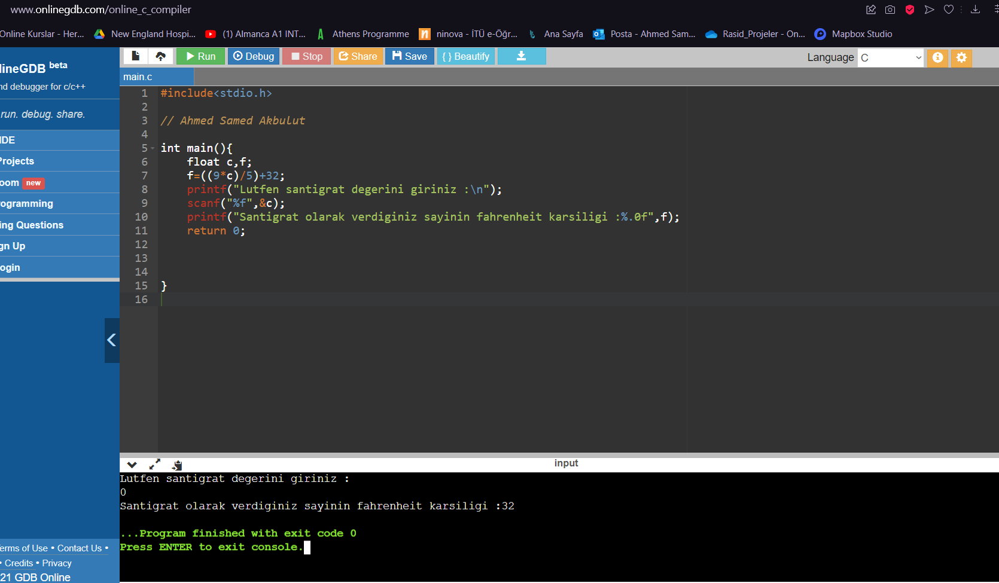 www.onlinegdb.com/online_c_compiler
Online Kurslar - Her... New England Hospi... (1) Almanca A1 INT... Athens Programme ninova - İTÜ e-Öğr... Ana Sayfa Posta - Ahmed Sam... Rasid_Projeler - On... Mapbox Studio
Run Debug Stop Share Save { } Beautify Language C
lineGDB beta
nd debugger for c/c++
run. debug. share.
IDE
Projects
oom new
rogramming
ing Questions
gn Up
ogin
erms of Use • Contact Us •
• Credits • Privacy
21 GDB Online
main.c
1 #include<stdio.h>
2
3 // Ahmed Samed Akbulut
4
5 int main(){
6 float c,f;
7 f=((9*c)/5)+32;
8 printf("Lutfen santigrat degerini giriniz :\n");
9 scanf("%f",&c);
10 printf("Santigrat olarak verdiginiz sayinin fahrenheit karsiligi :%.0f",f);
11 return 0;
12
13
14
15 }
16
input
Lutfen santigrat degerini giriniz :
0
Santigrat olarak verdiginiz sayinin fahrenheit karsiligi :32
...Program finished with exit code 0
Press ENTER to exit console.